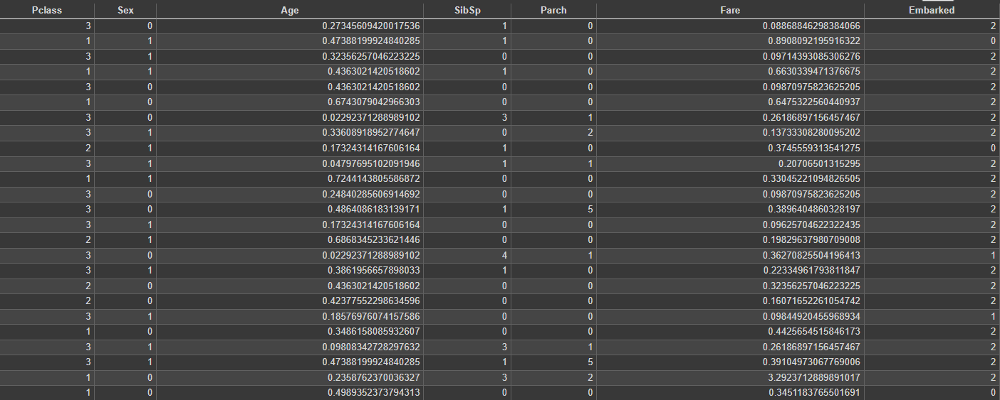 Pclass Sex Age SibSp Parch Fare Embarked
3 0 0.27345609420017536 1 0 0.08868846298384066 2
1 1 0.47388199924840285 1 0 0.8908092195916322 0
3 1 0.32356257046223225 0 0 0.09714393085306276 2
1 1 0.4363021420518602 1 0 0.6630339471376675 2
3 0 0.4363021420518602 0 0 0.09870975823625205 2
1 0 0.6743079042966303 0 0 0.6475322560440937 2
3 0 0.02292371288989102 3 1 0.26186897156457467 2
3 1 0.33608918952774647 0 2 0.13733308280095202 2
2 1 0.17324314167606164 1 0 0.3745559313541275 0
3 1 0.04797695102091946 1 1 0.20706501315295 2
1 1 0.7244143805586872 0 0 0.33045221094826505 2
3 0 0.24840285606914692 0 0 0.09870975823625205 2
3 0 0.4864086183139171 1 5 0.3896404860328197 2
3 1 0.17324314167606164 0 0 0.09625704622322435 2
2 1 0.6868345233621446 0 0 0.19829637980709008 2
3 0 0.02292371288989102 4 1 0.36270825504196413 1
3 1 0.3861956657898033 1 0 0.22334961793811847 2
2 0 0.4363021420518602 0 0 0.32356257046223225 2
2 0 0.42377552298634596 0 0 0.16071652261054742 2
3 1 0.18576976074157586 0 0 0.09844920455968934 1
1 0 0.3486158085932607 0 0 0.4425654515846173 2
3 1 0.09808342728297632 3 1 0.26186897156457467 2
3 1 0.47388199924840285 1 5 0.39104973067769006 2
1 0 0.2358762370036327 3 2 3.2923712889891017 2
1 0 0.4989352373794313 0 0 0.3451183765501691 0